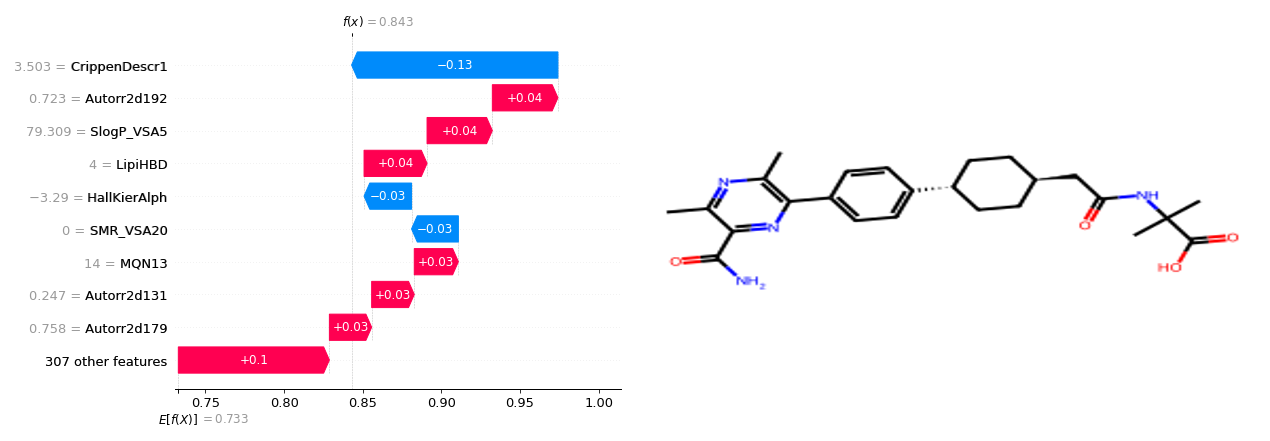 f(x) = 0.843
3.503 = CrippenDescr1
−0.13
0.723 = Autorr2d192
+0.04
79.309 = SlogP_VSA5
+0.04
4 = LipiHBD
+0.04
−3.29 = HallKierAlph
−0.03
0 = SMR_VSA20
−0.03
14 = MQN13
+0.03
0.247 = Autorr2d131
+0.03
0.758 = Autorr2d179
+0.03
307 other features
+0.1
0.75 0.80 0.85 0.90 0.95 1.00
E[f(X)] = 0.733
N
N
O
NH₂
NH
O
O
HO